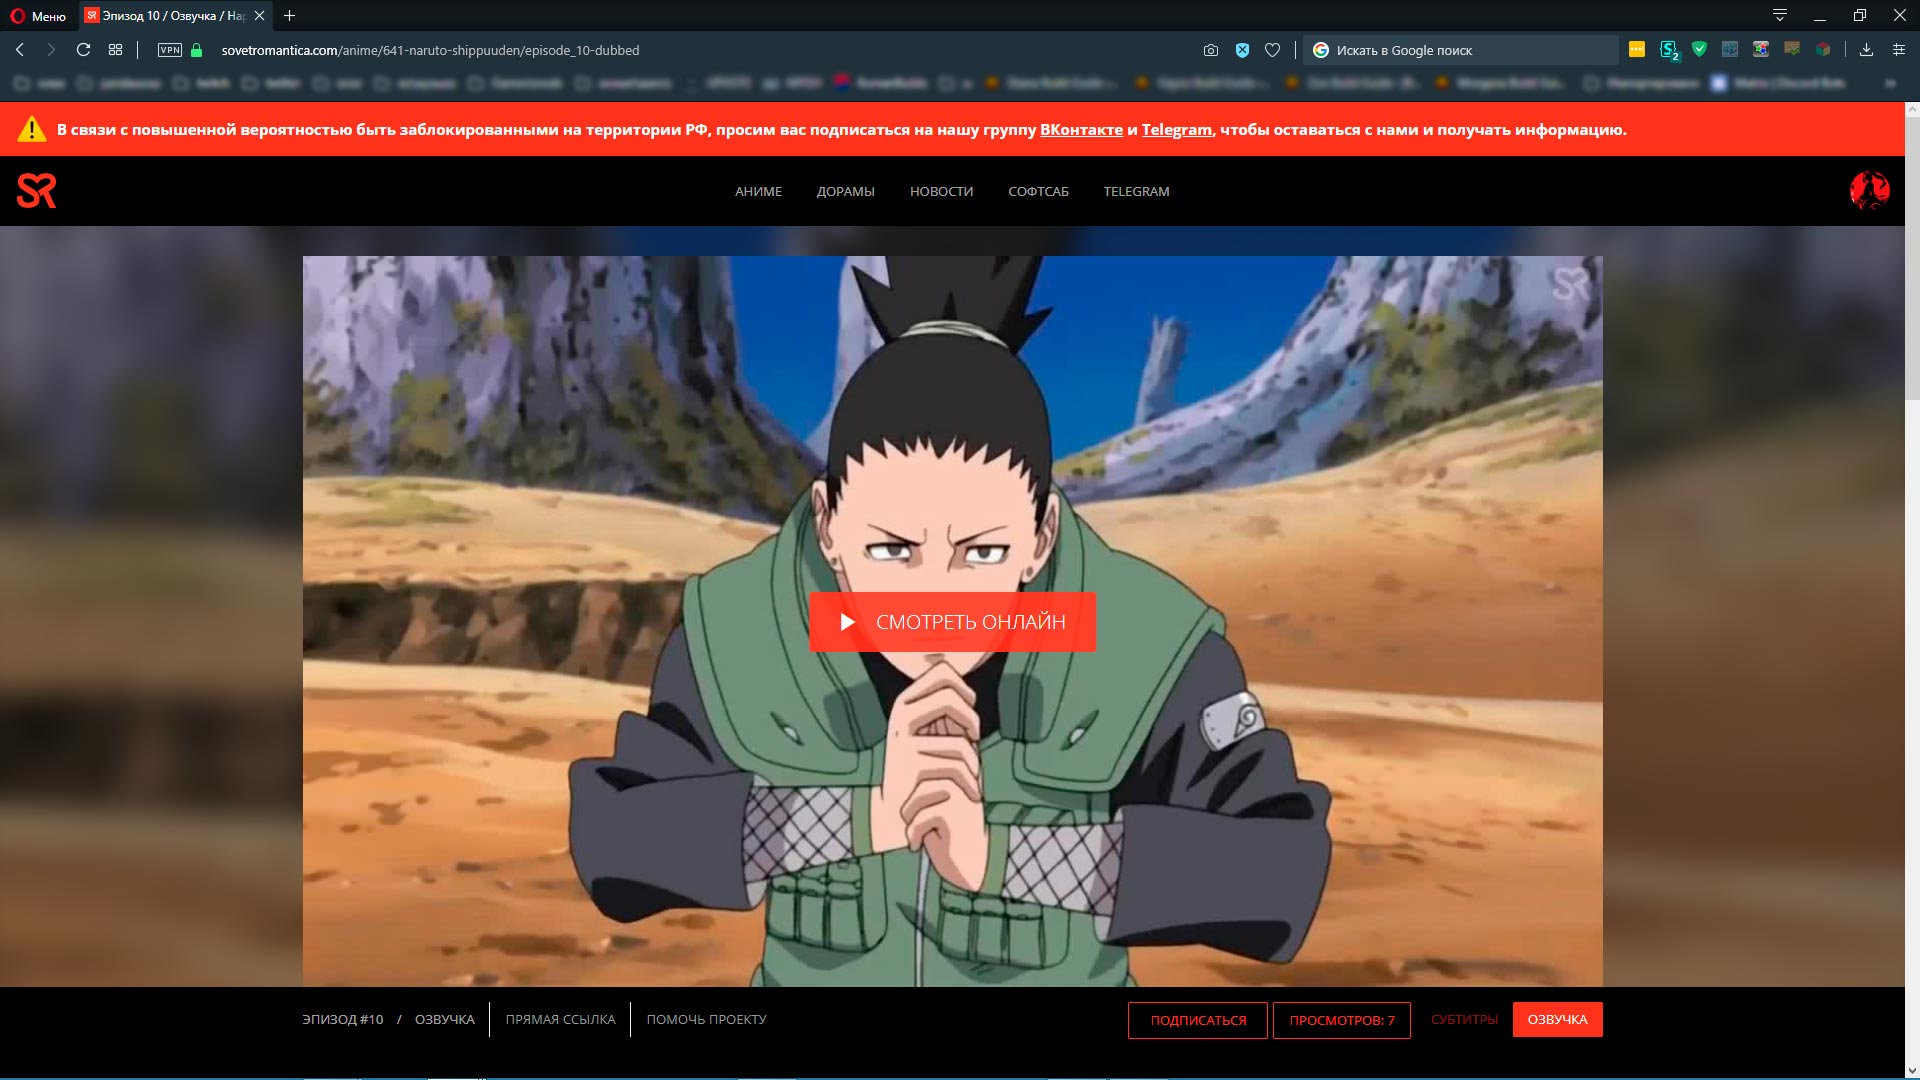 Меню
Эпизод 10 / Озвучка / На
VPN
sovetromantica.com/anime/641-naruto-shippuuden/episode_10-dubbed
Искать в Google поиск
2
В связи с повышенной вероятностью быть заблокированными на территории РФ, просим вас подписаться на нашу группу ВКонтакте и Telegram, чтобы оставаться с нами и получать информацию.
SR
АНИМЕ
ДОРАМЫ
НОВОСТИ
СОФТСАБ
TELEGRAM
SR
СМОТРЕТЬ ОНЛАЙН
ЭПИЗОД #10 / ОЗВУЧКА
ПРЯМАЯ ССЫЛКА
ПОМОЧЬ ПРОЕКТУ
ПОДПИСАТЬСЯ
ПРОСМОТРОВ: 7
СУБТИТРЫ
ОЗВУЧКА